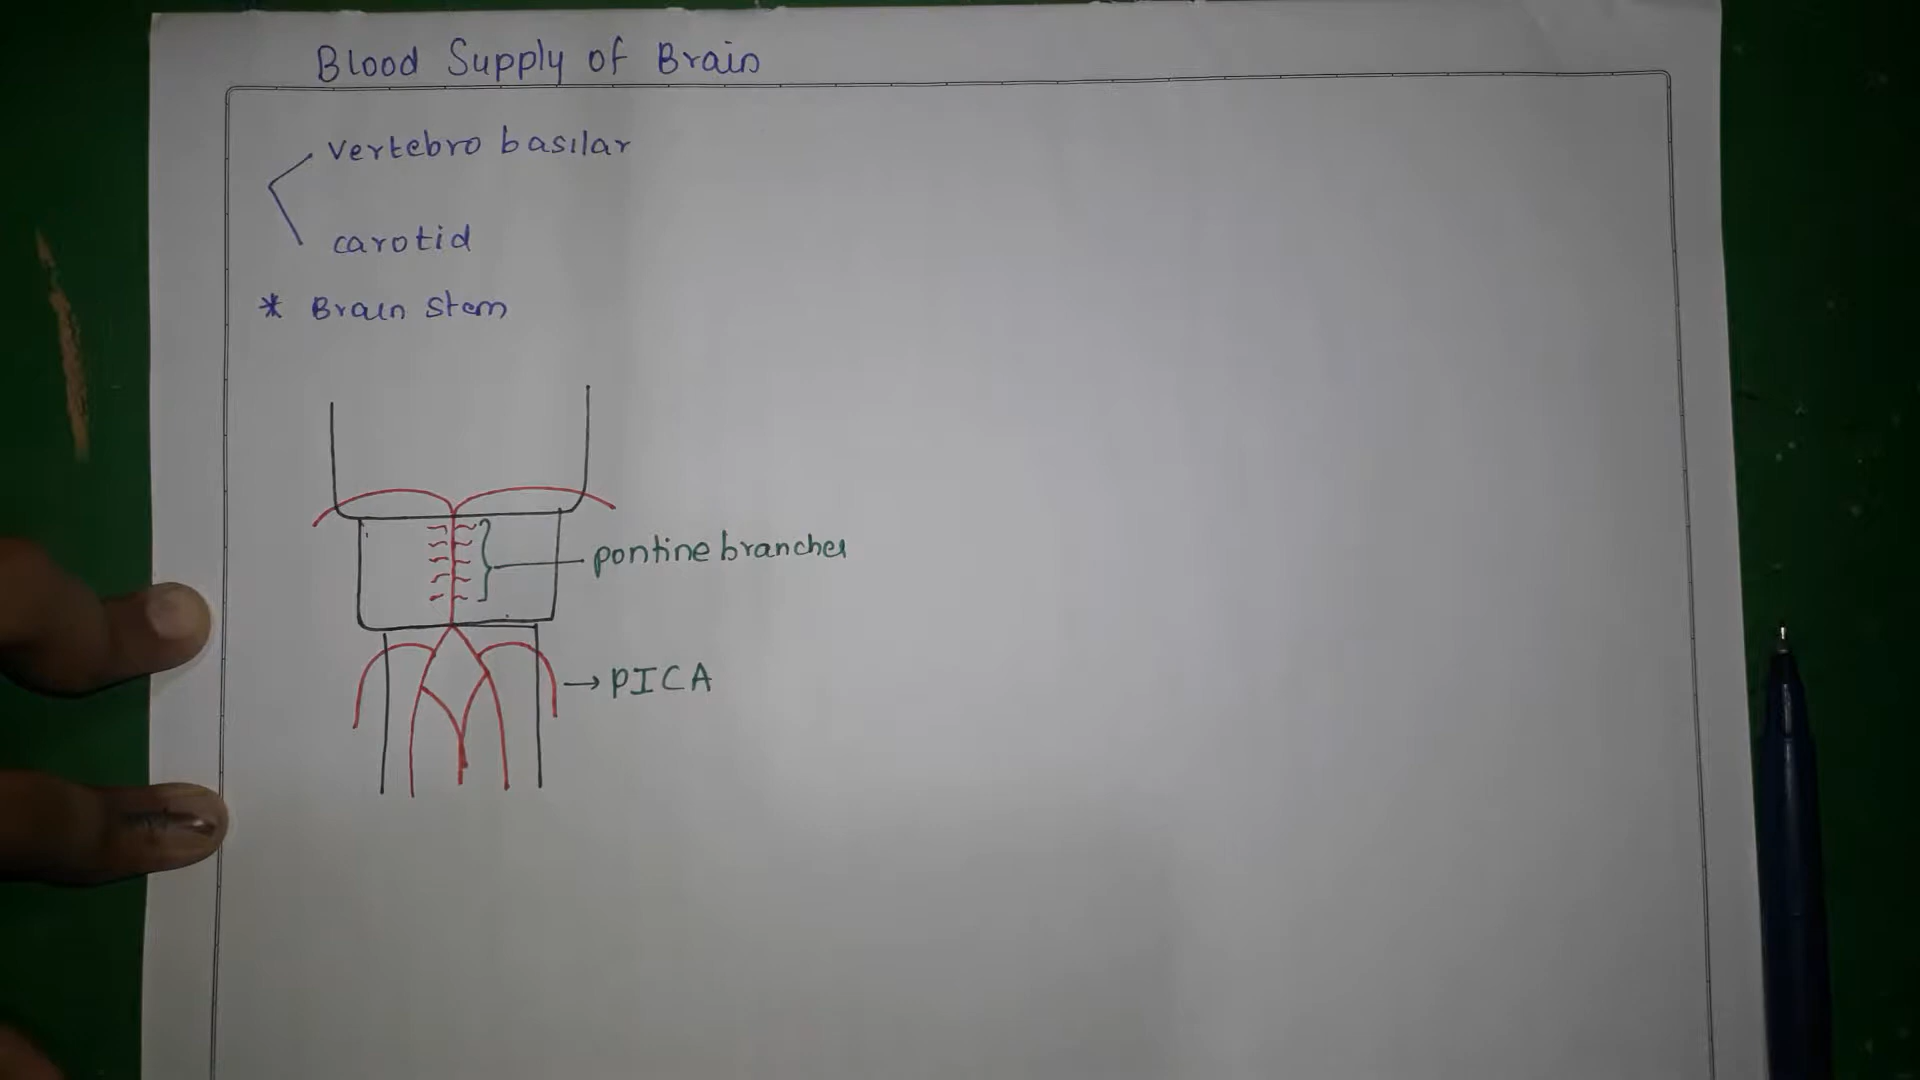 Blood Supply of Brain
Vertebro basilar
carotid
* Brain stem
pontine branches
→ PICA